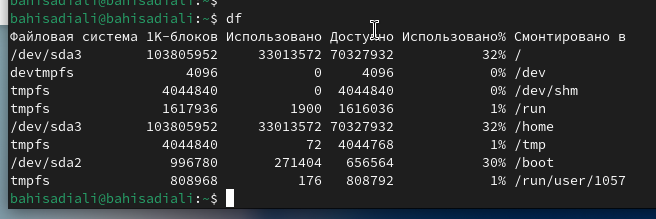 bahisadiali@bahisadiali:~$
bahisadiali@bahisadiali:~$ df
Файловая система 1K-блоков Использовано Доступно Использовано% Cмонтировано в
/dev/sda3 103805952 33013572 70327932 32% /
devtmpfs 4096 0 4096 0% /dev
tmpfs 4044840 0 4044840 0% /dev/shm
tmpfs 1617936 1900 1616036 1% /run
/dev/sda3 103805952 33013572 70327932 32% /home
tmpfs 4044840 72 4044768 1% /tmp
/dev/sda2 996780 271404 656564 30% /boot
tmpfs 808968 176 808792 1% /run/user/1057
bahisadiali@bahisadiali:~$